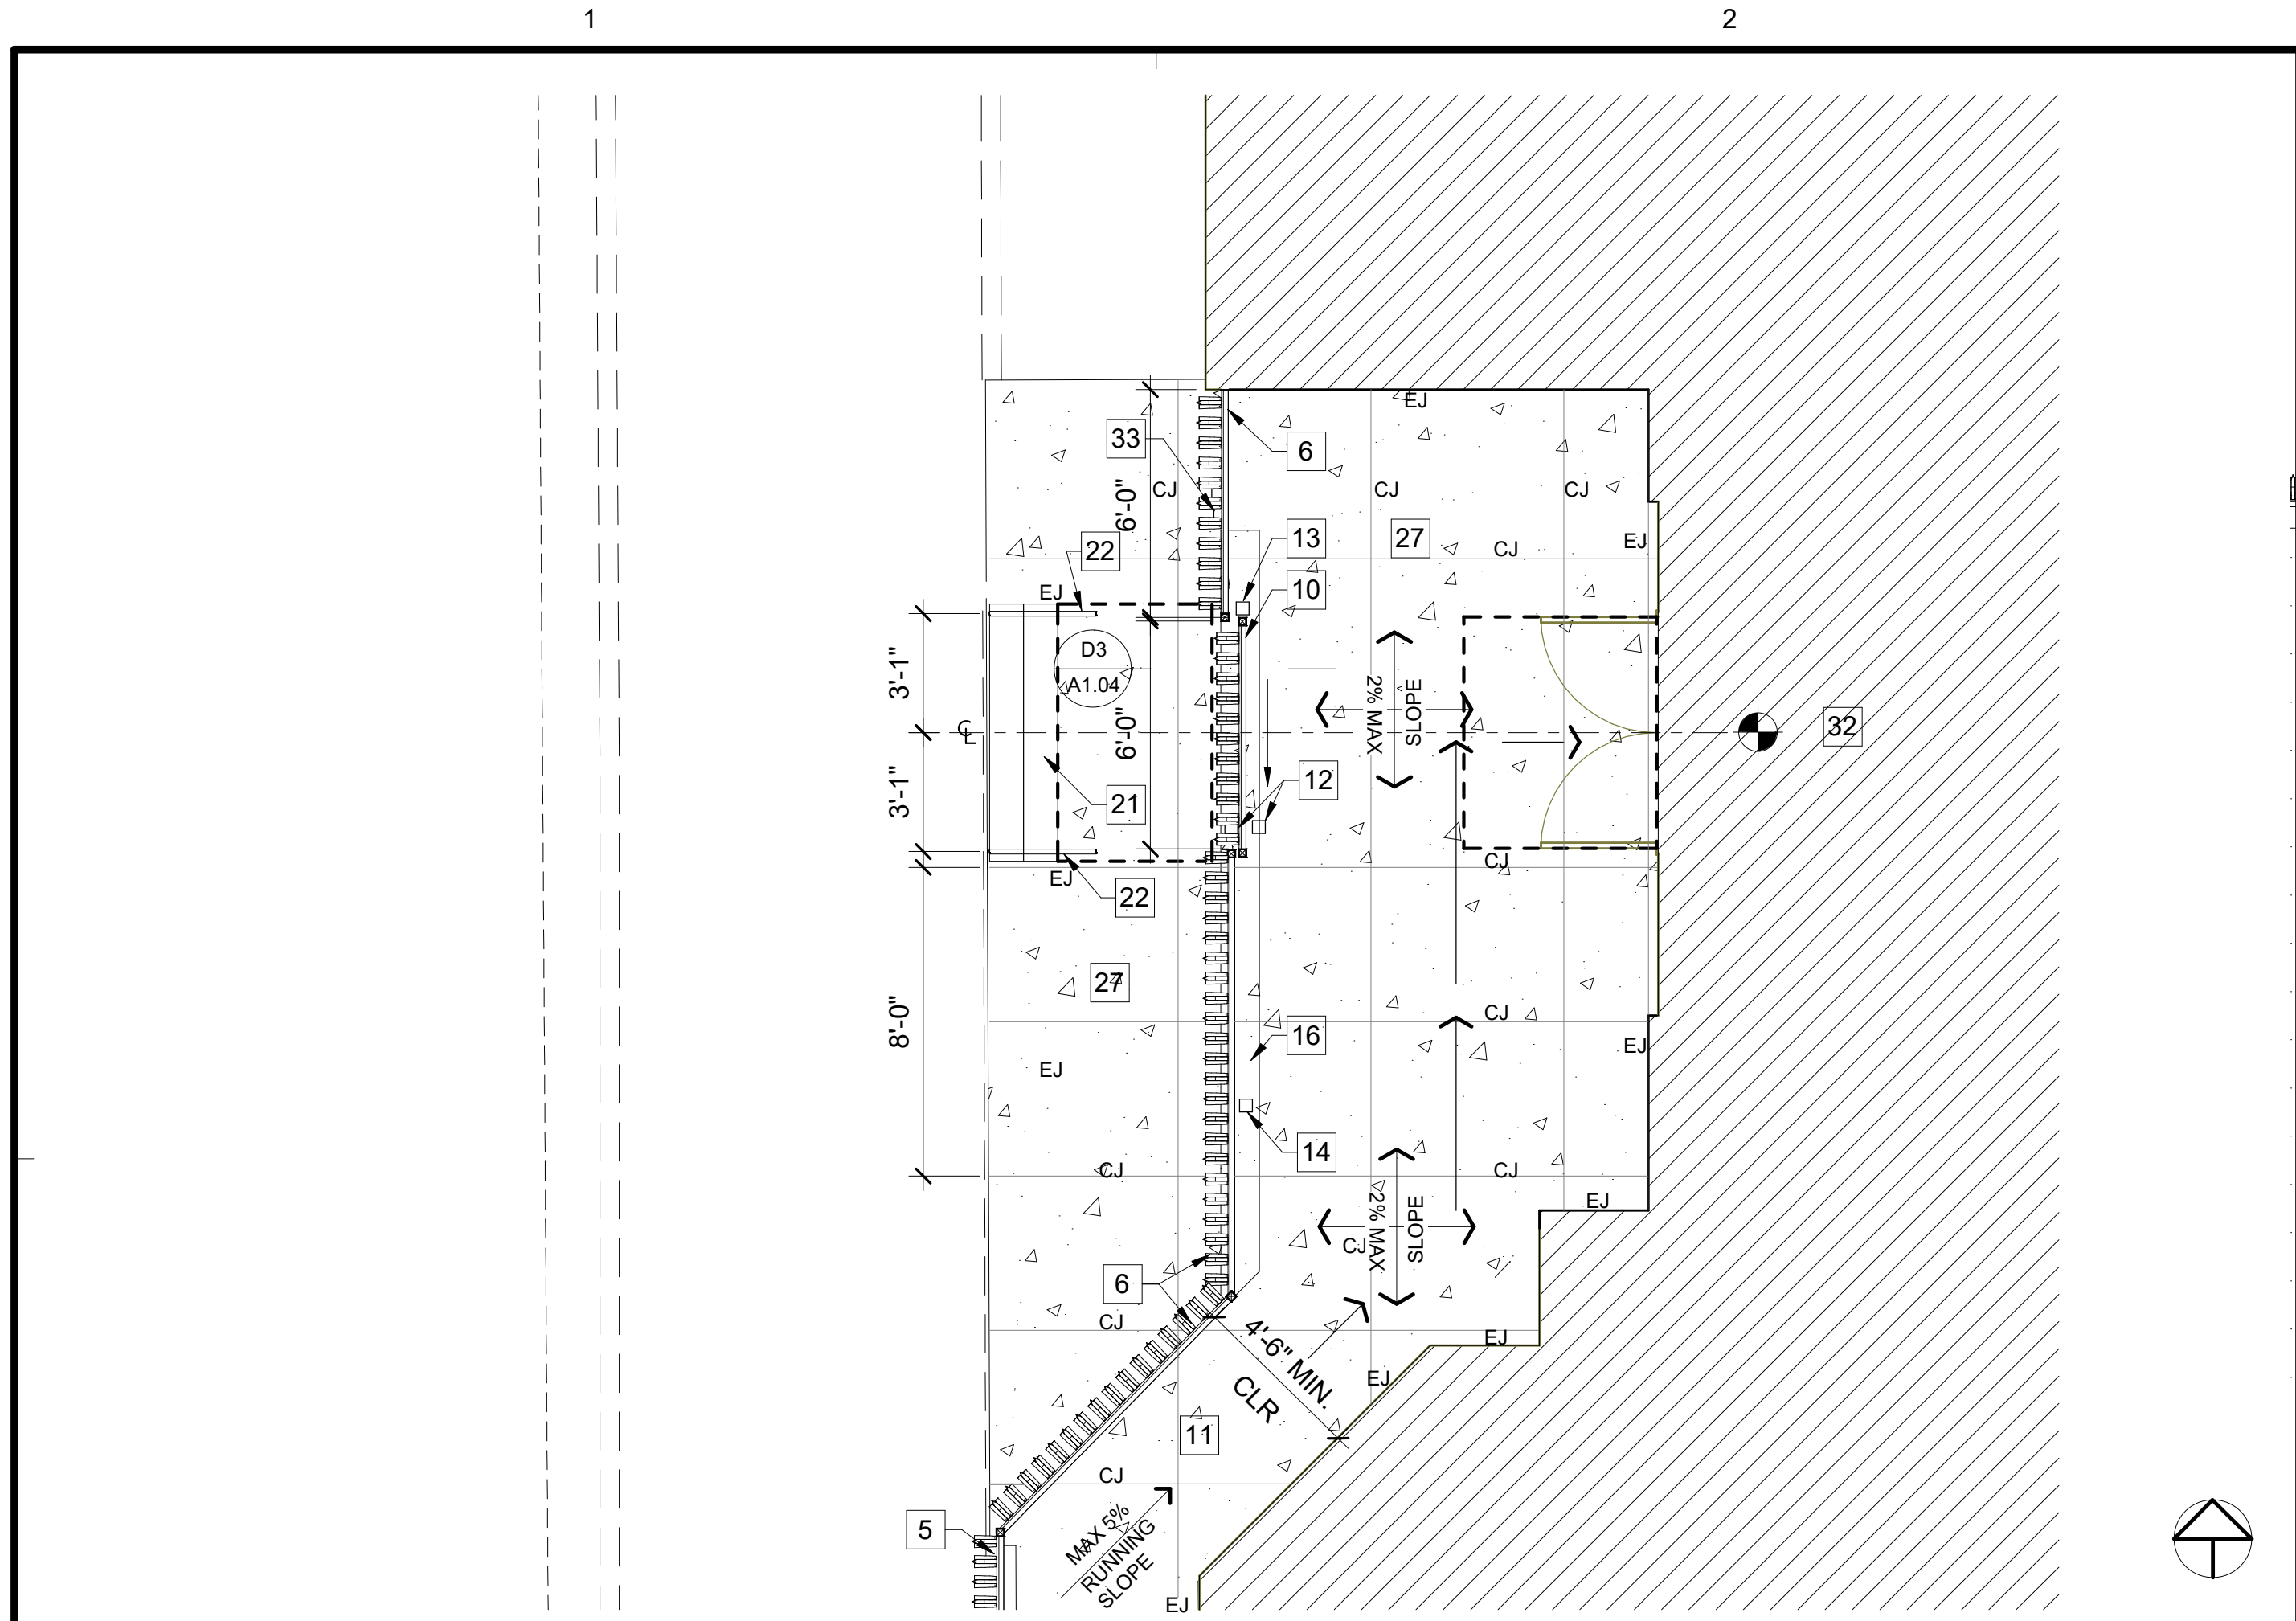 1
2
EJ
33
6
CJ
CJ
CJ
6'-0"
13
27
EJ
CJ
22
10
EJ
D3
A1.04
3'-1"
2% MAX
SLOPE
6'-0"
32
℄
3'-1"
12
21
EJ
CJ
22
27
8'-0"
16
CJ
EJ
EJ
14
CJ
CJ
2% MAX
SLOPE
EJ
CJ
6
CJ
4'-6" MIN.
CLR
EJ
EJ
11
CJ
5
MAX 5%
RUNNING
SLOPE
EJ